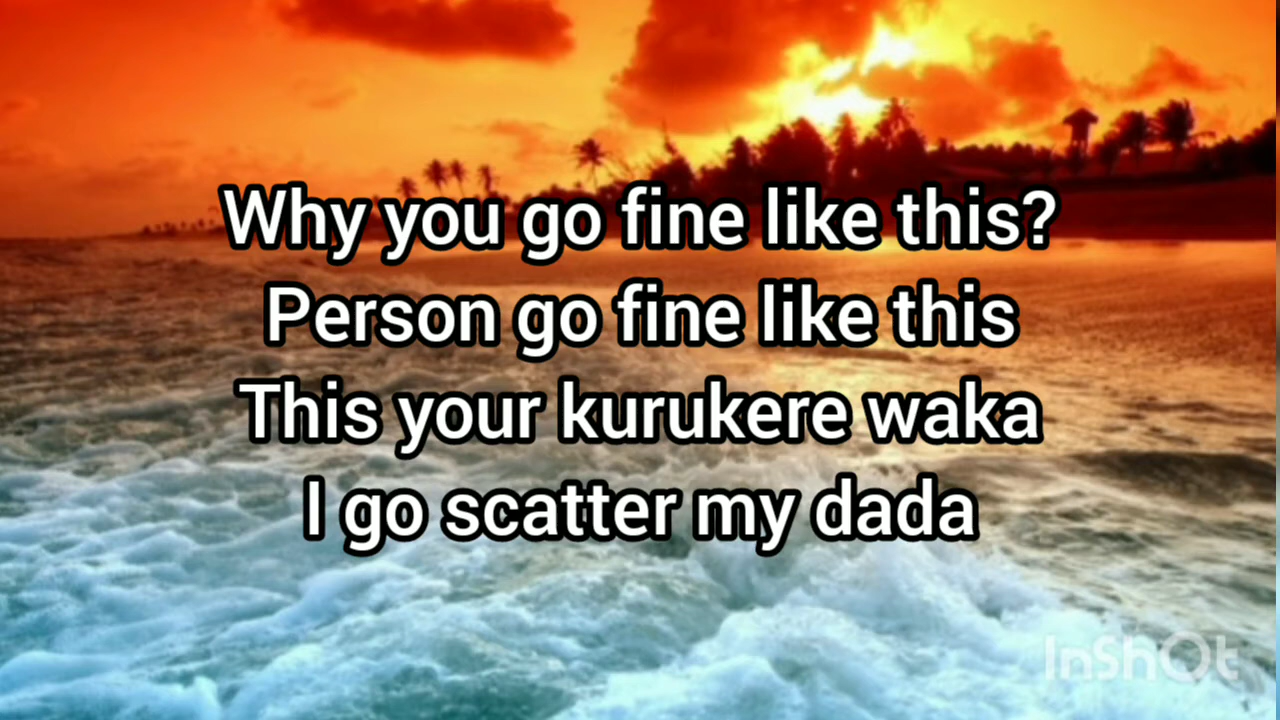 Why you go fine like this?
Person go fine like this
This your kurukere waka
I go scatter my dada
InShOt